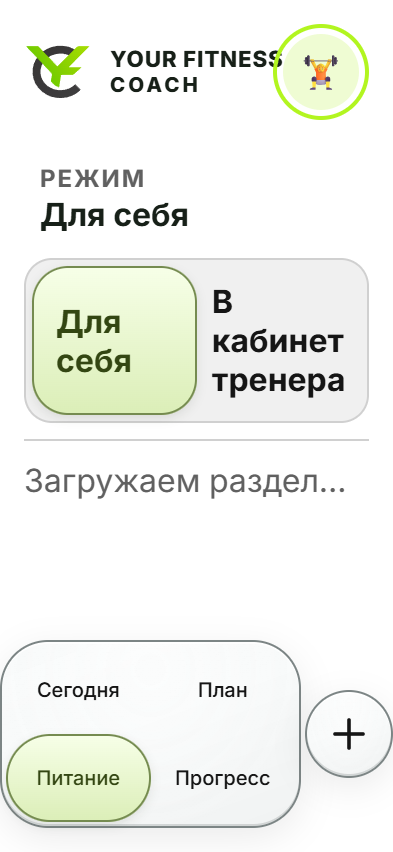 YOUR FITNESS
COACH
РЕЖИМ
Для себя
Для
себя
В
кабинет
тренера
Загружаем раздел...
Сегодня
План
Питание
Прогресс